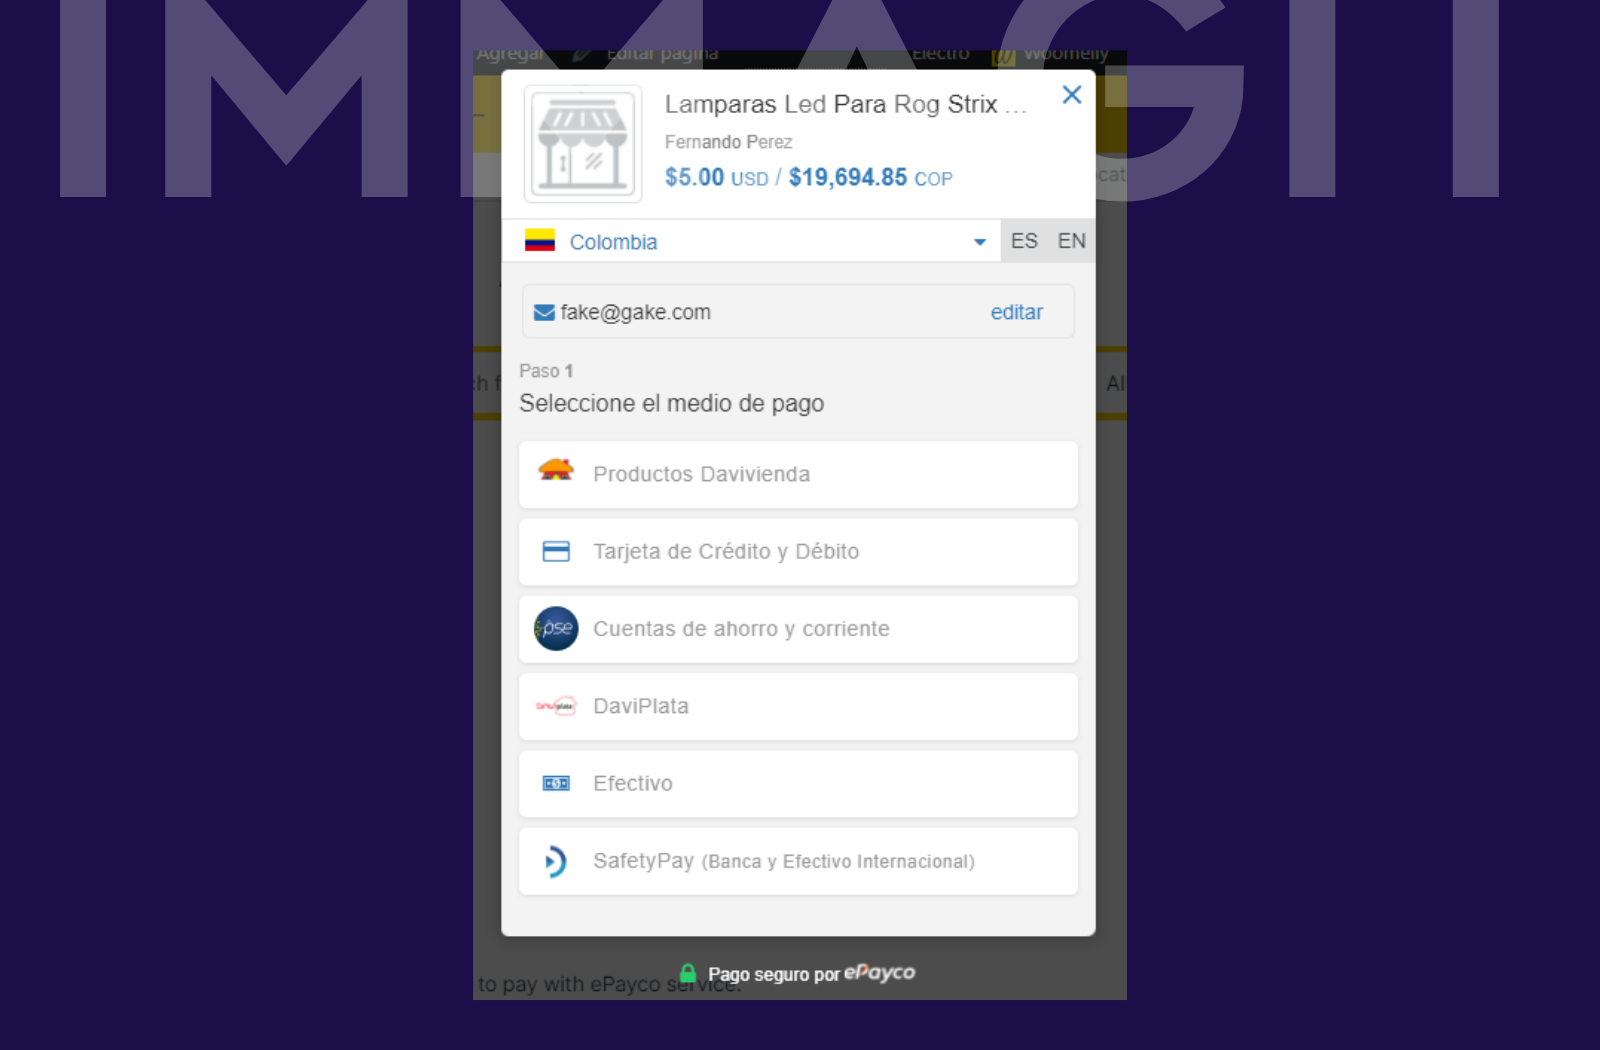 IMMAGIT
Agregar Editar pagina Electro Woomelly
Lamparas Led Para Rog Strix ...
Fernando Perez
$5.00 USD / $19,694.85 COP
Colombia ES EN
fake@gake.com editar
Paso 1
Seleccione el medio de pago
Productos Davivienda
Tarjeta de Crédito y Débito
pse Cuentas de ahorro y corriente
DaviPlata
Efectivo
SafetyPay (Banca y Efectivo Internacional)
Pago seguro por ePayco
to pay with ePayco service.